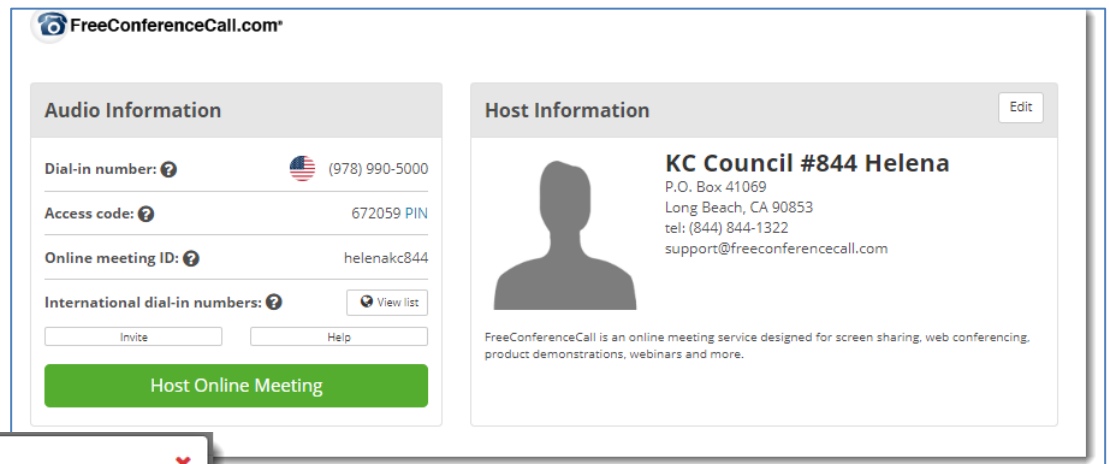 FreeConferenceCall.com®
Audio Information
Dial-in number: ? (978) 990-5000
Access code: ? 672059 PIN
Online meeting ID: ? helenakc844
International dial-in numbers: ? View list
Invite Help
Host Online Meeting
Host Information Edit
KC Council #844 Helena
P.O. Box 41069
Long Beach, CA 90853
tel: (844) 844-1322
support@freeconferencecall.com
FreeConferenceCall is an online meeting service designed for screen sharing, web conferencing,
product demonstrations, webinars and more.